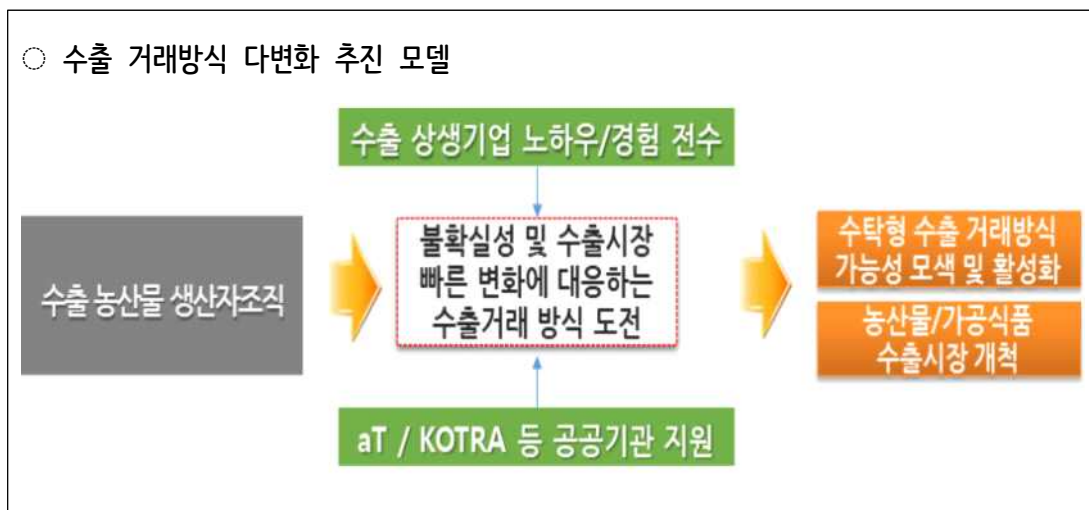 ◌ 수출 거래방식 다변화 추진 모델
수출 상생기업 노하우/경험 전수
수출 농산물 생산자조직
불확실성 및 수출시장
빠른 변화에 대응하는
수출거래 방식 도전
수탁형 수출 거래방식
가능성 모색 및 활성화
농산물/가공식품
수출시장 개척
aT / KOTRA 등 공공기관 지원